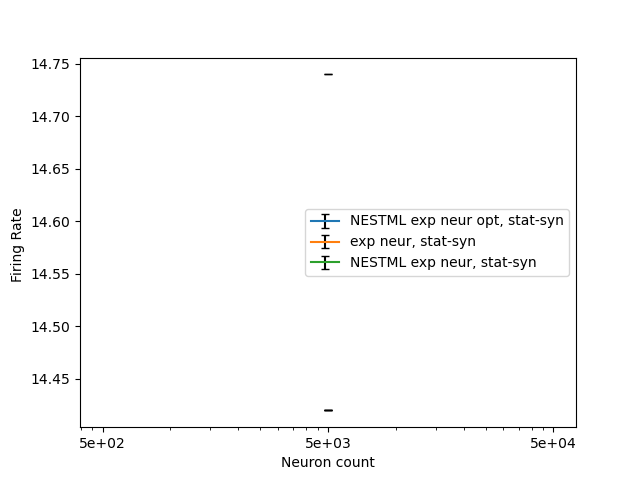 14.75
14.70
14.65
14.60
14.55
14.50
14.45
Firing Rate
NESTML exp neur opt, stat-syn
exp neur, stat-syn
NESTML exp neur, stat-syn
5e+02 5e+03 5e+04
Neuron count